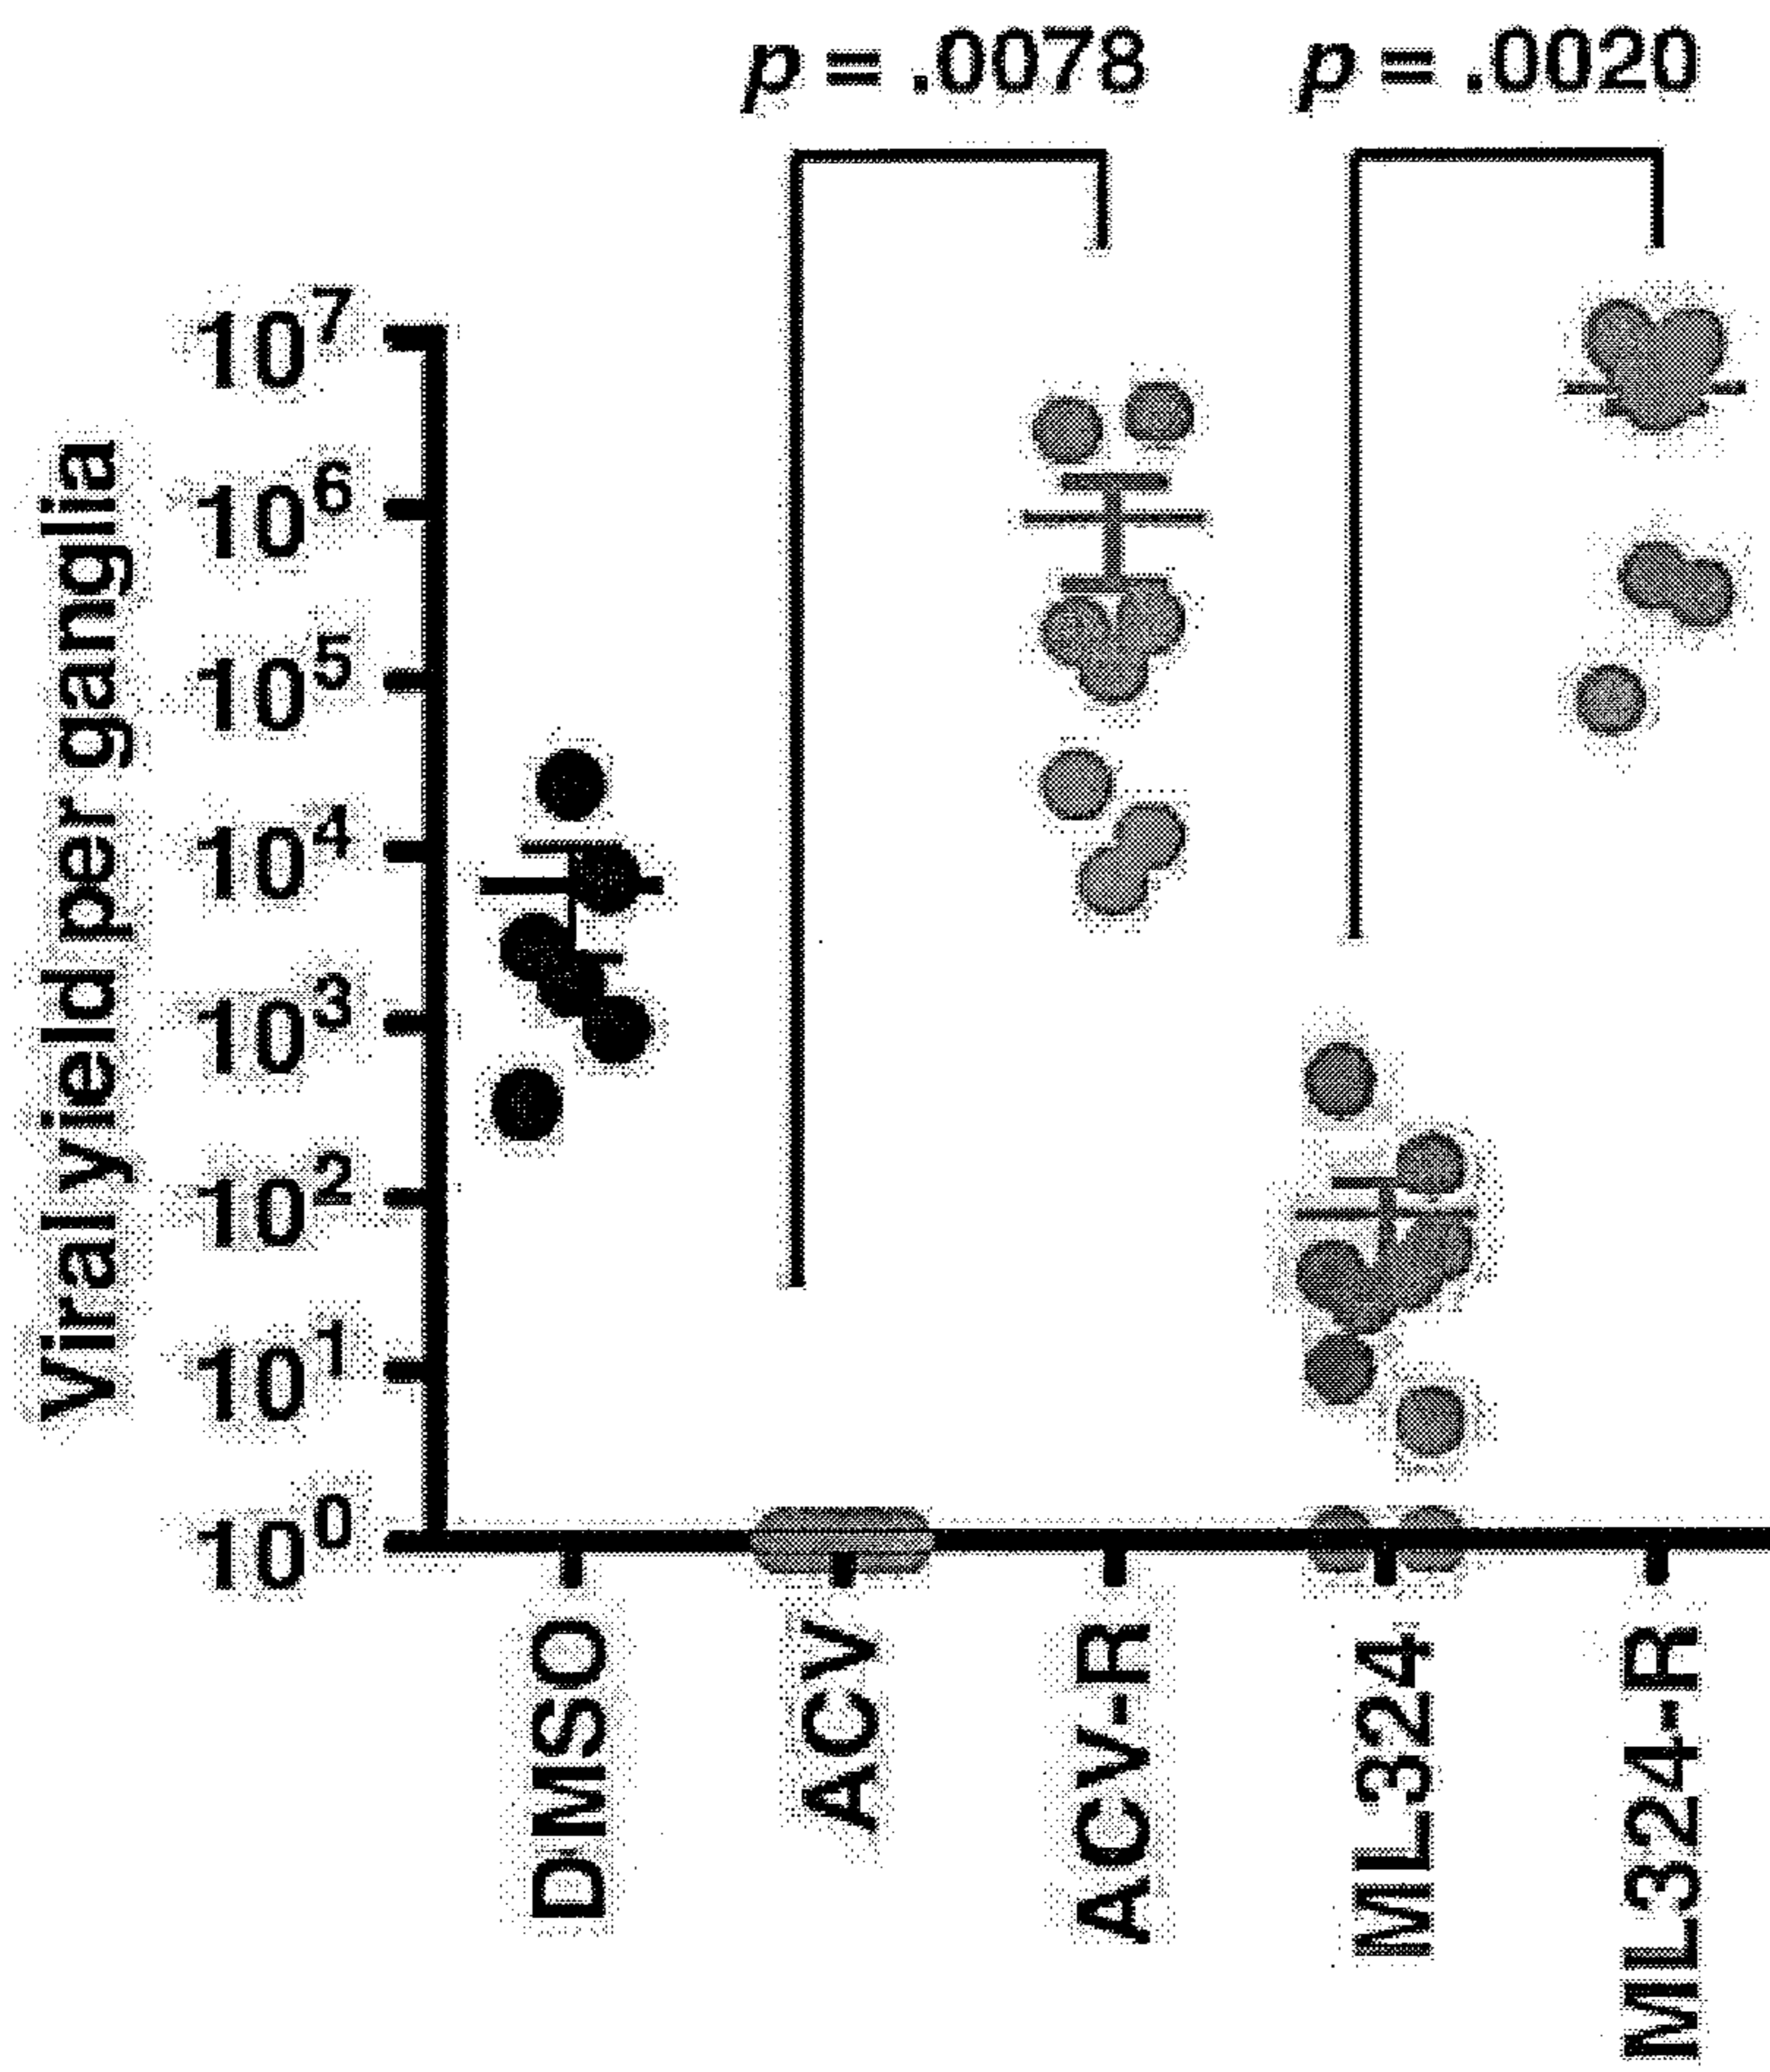 p = .0078
p = .0020
Viral yield per ganglia
10^7
10^6
10^5
10^4
10^3
10^2
10^1
10^0
DMSO
ACV
ACV-R
ML324
ML324-R